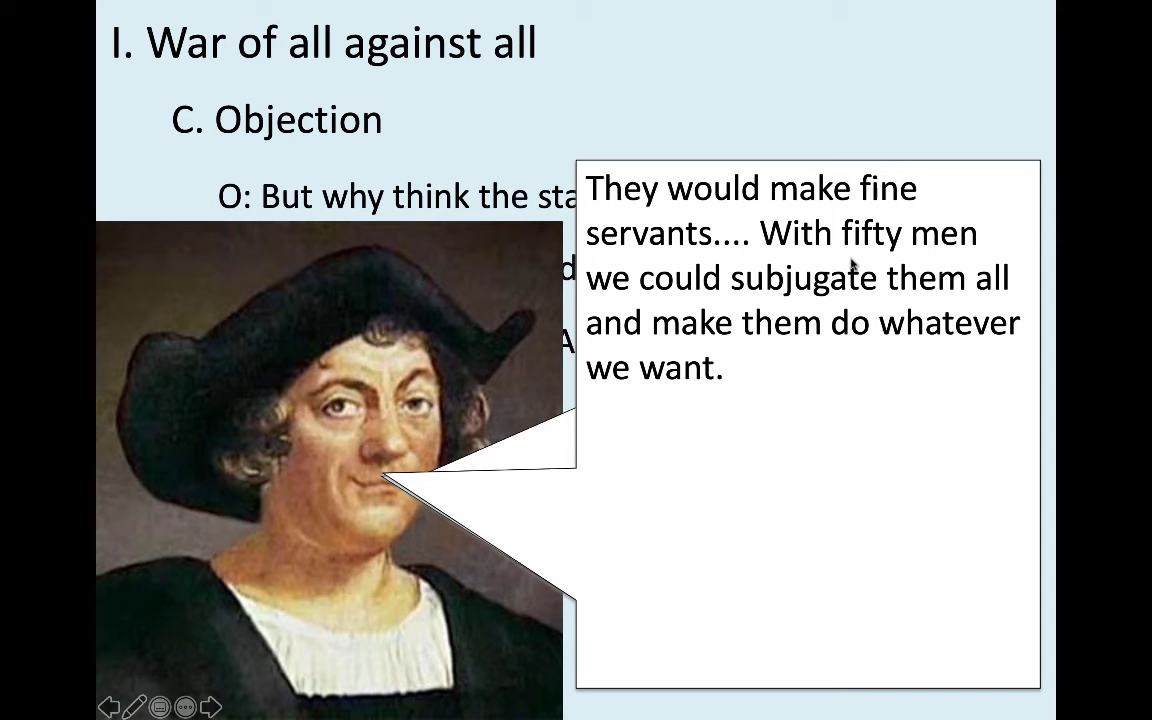 I. War of all against all
C. Objection
O: But why think the sta
They would make fine
servants.... With fifty men
we could subjugate them all
and make them do whatever
we want.
d
A